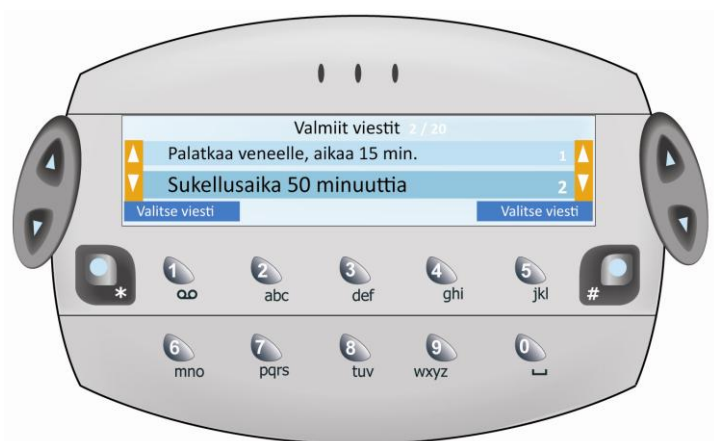 Valmiit viestit 2 / 20
Palatkaa veneelle, aikaa 15 min. 1
Sukellusaika 50 minuuttia 2
Valitse viesti Valitse viesti
* 1 2 3 4 5 #
abc def ghi jkl
6 7 8 9 0
mno pqrs tuv wxyz